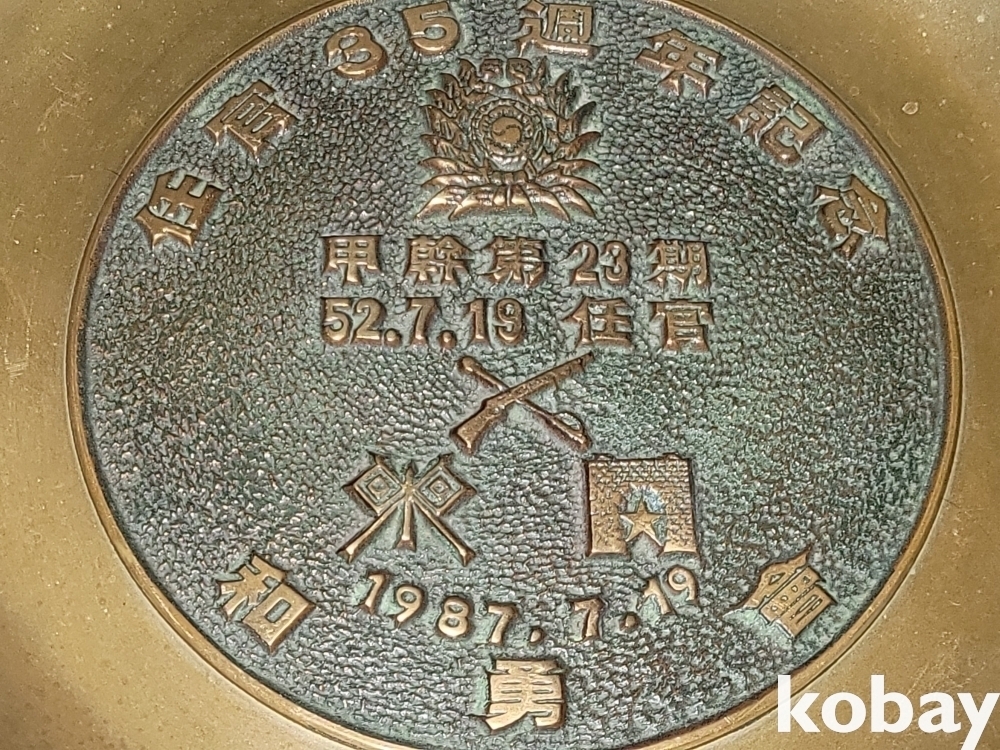 任官35週年記念
甲幹第23期
52.7.19 任官
1987.7.19
和勇會
kobay